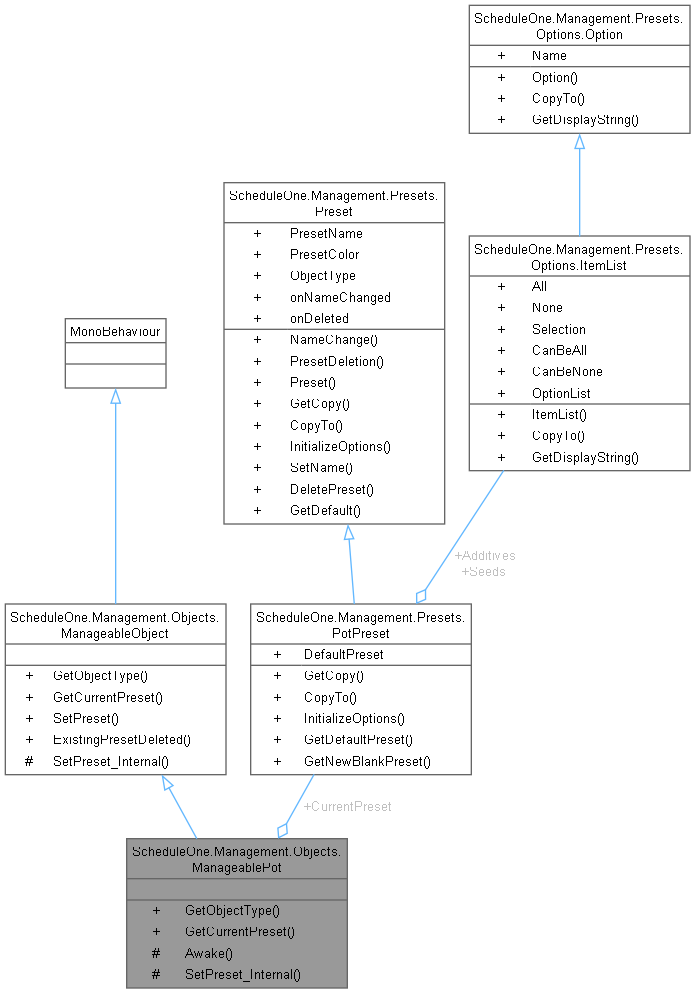 ScheduleOne.Management.Presets.
Options.Option
+ Name
+ Option()
+ CopyTo()
+ GetDisplayString()
ScheduleOne.Management.Presets.
Preset
+ PresetName
+ PresetColor
+ ObjectType
+ onNameChanged
+ onDeleted
+ NameChange()
+ PresetDeletion()
+ Preset()
+ GetCopy()
+ CopyTo()
+ InitializeOptions()
+ SetName()
+ DeletePreset()
+ GetDefault()
ScheduleOne.Management.Presets.
Options.ItemList
+ All
+ None
+ Selection
+ CanBeAll
+ CanBeNone
+ OptionList
+ ItemList()
+ CopyTo()
+ GetDisplayString()
MonoBehaviour
+Additives
+Seeds
ScheduleOne.Management.Objects.
ManageableObject
+ GetObjectType()
+ GetCurrentPreset()
+ SetPreset()
+ ExistingPresetDeleted()
# SetPreset_Internal()
ScheduleOne.Management.Presets.
PotPreset
+ DefaultPreset
+ GetCopy()
+ CopyTo()
+ InitializeOptions()
+ GetDefaultPreset()
+ GetNewBlankPreset()
+CurrentPreset
ScheduleOne.Management.Objects.
ManageablePot
+ GetObjectType()
+ GetCurrentPreset()
# Awake()
# SetPreset_Internal()